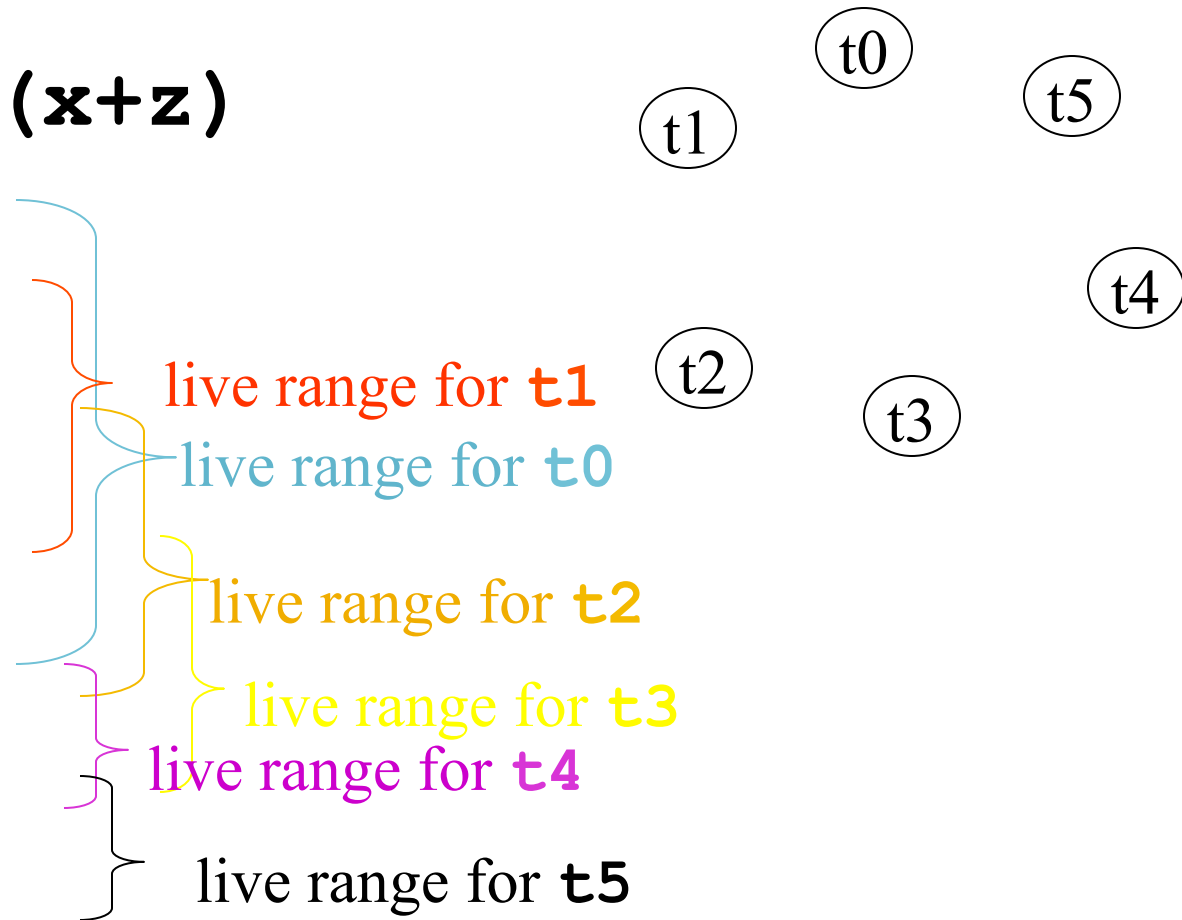 (x+z)
t0
t5
t1
t4
t2
t3
live range for t1
live range for t0
live range for t2
live range for t3
live range for t4
live range for t5